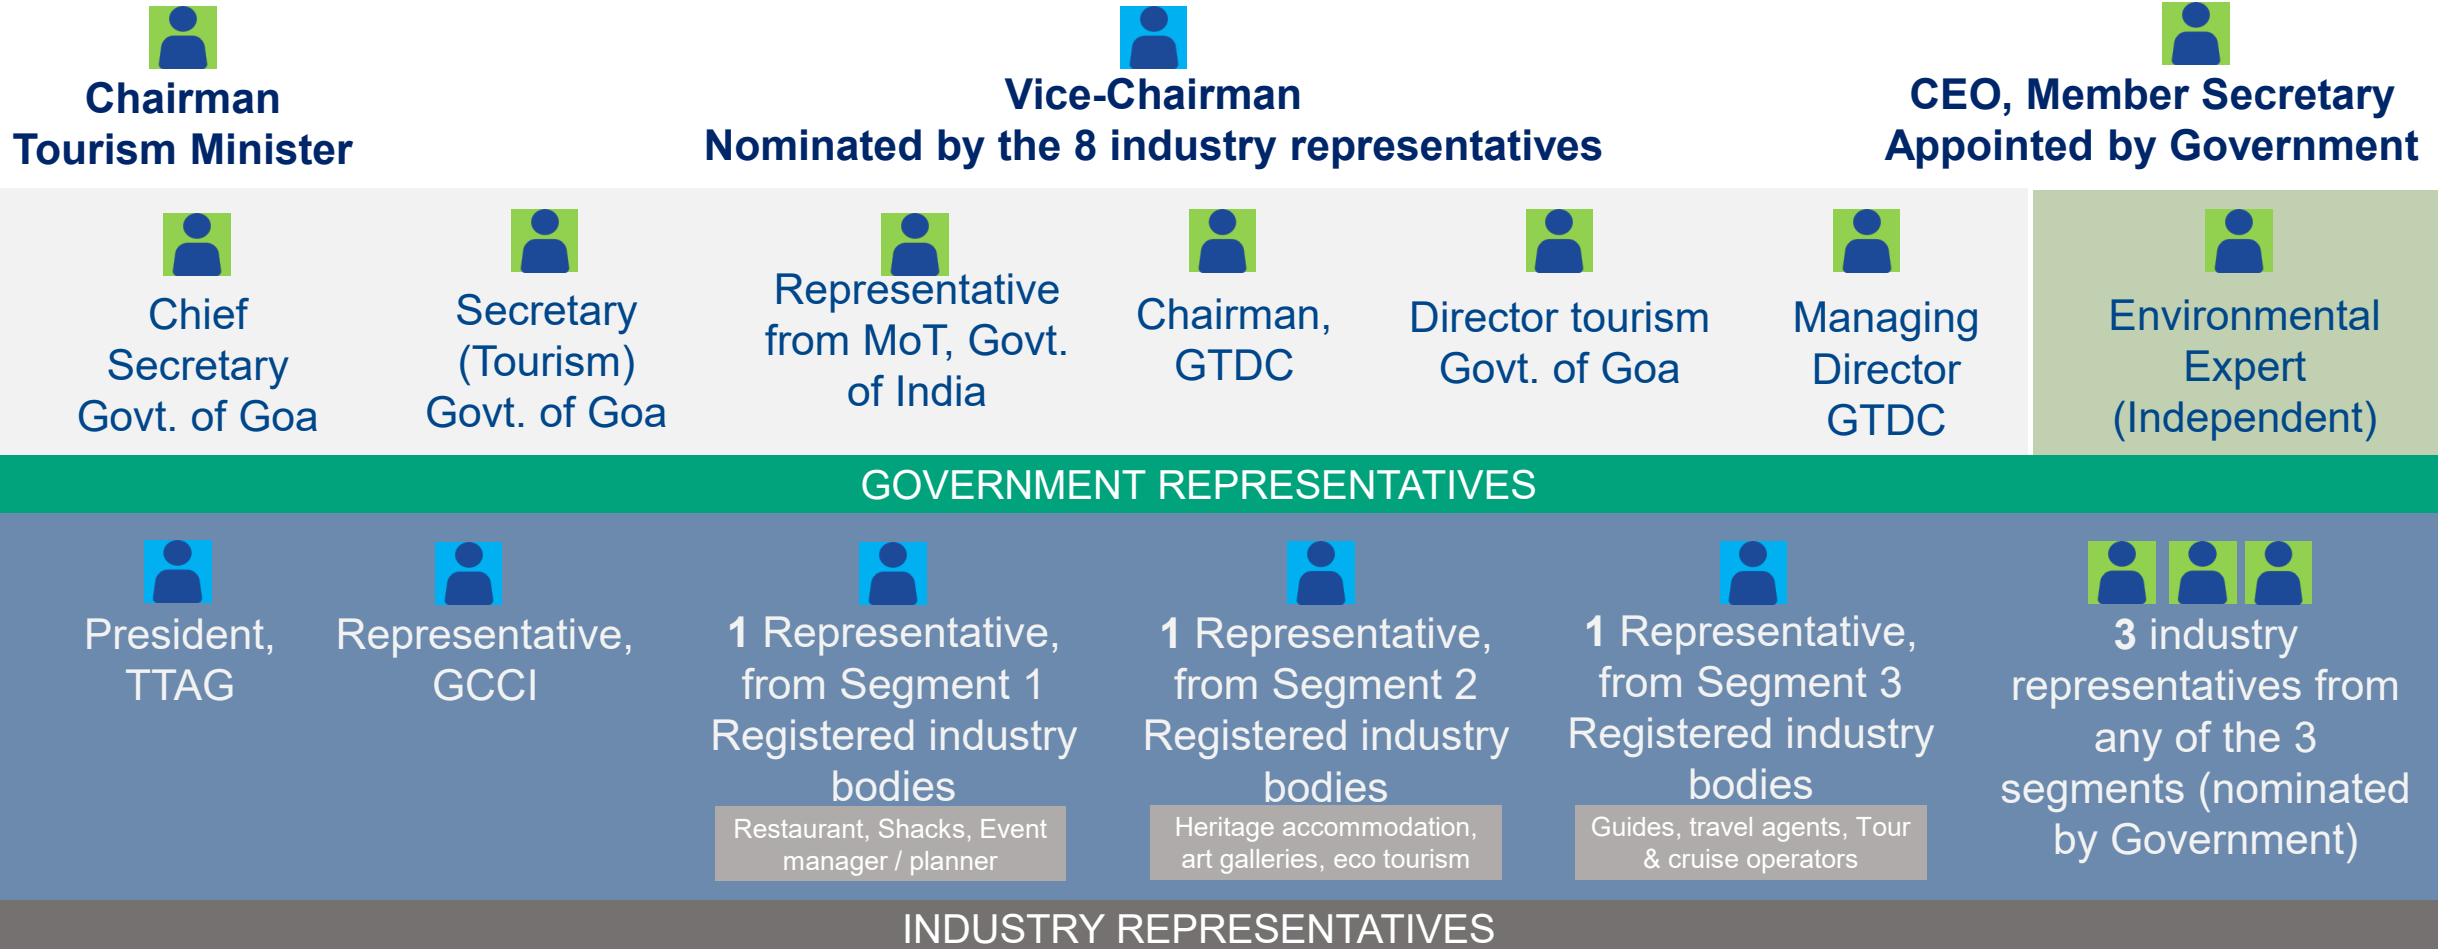 Chairman
Tourism Minister
Vice-Chairman
Nominated by the 8 industry representatives
CEO, Member Secretary
Appointed by Government
Chief
Secretary
Govt. of Goa
Secretary
(Tourism)
Govt. of Goa
Representative
from MoT, Govt.
of India
Chairman,
GTDC
Director tourism
Govt. of Goa
Managing
Director
GTDC
Environmental
Expert
(Independent)
GOVERNMENT REPRESENTATIVES
President,
TTAG
Representative,
GCCI
1 Representative,
from Segment 1
Registered industry
bodies
Restaurant, Shacks, Event
manager / planner
1 Representative,
from Segment 2
Registered industry
bodies
Heritage accommodation,
art galleries, eco tourism
1 Representative,
from Segment 3
Registered industry
bodies
Guides, travel agents, Tour
& cruise operators
3 industry
representatives from
any of the 3
segments (nominated
by Government)
INDUSTRY REPRESENTATIVES